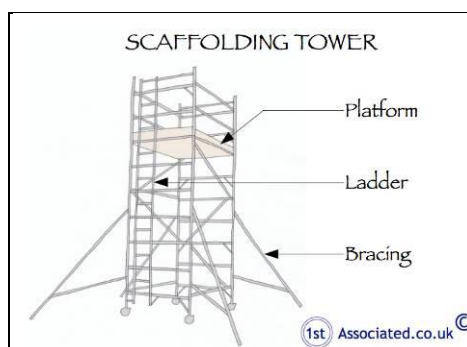 SCAFFOLDING TOWER
Platform
Ladder
Bracing
1st Associated.co.uk ©